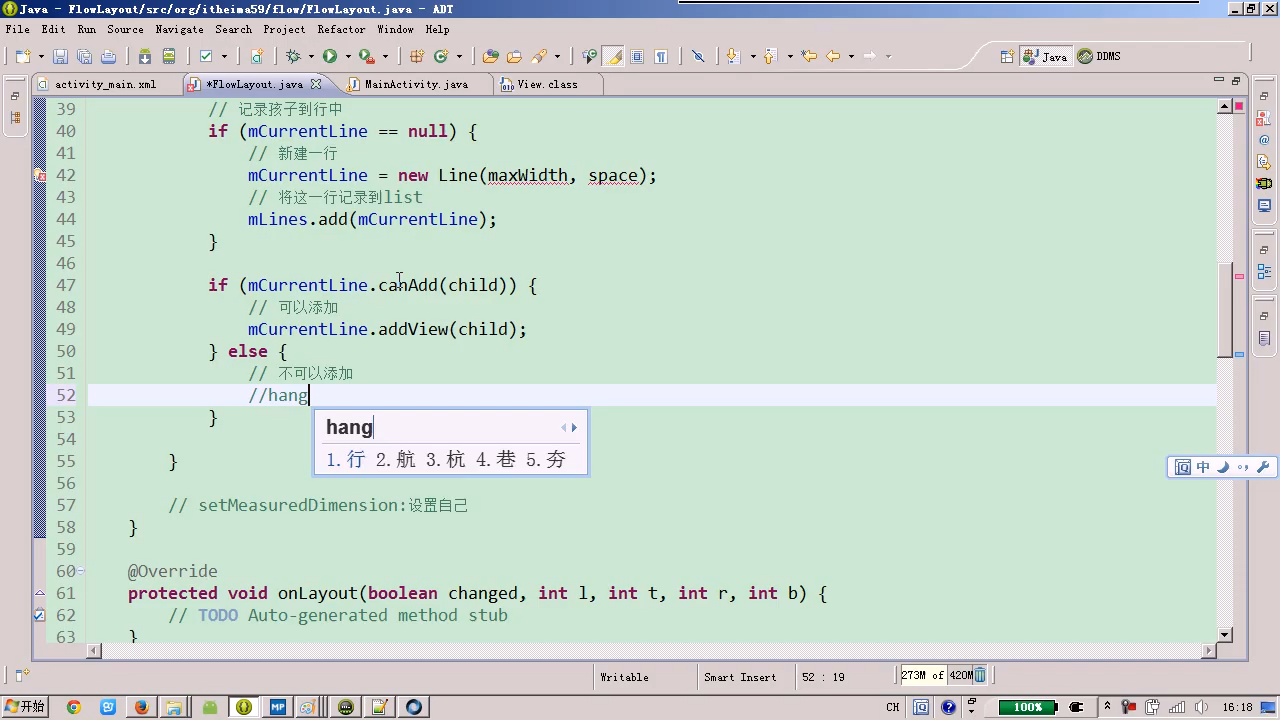 Java - FlowLayout/src/org/itheima59/flow/FlowLayout.java - ADT
File Edit Run Source Navigate Search Project Refactor Window Help
Java DDMS
activity_main.xml *FlowLayout.java MainActivity.java View.class
39 // 记录孩子到行中
40 if (mCurrentLine == null) {
41 // 新建一行
42 mCurrentLine = new Line(maxWidth, space);
43 // 将这一行记录到list
44 mLines.add(mCurrentLine);
45 }
46
47 if (mCurrentLine.canAdd(child)) {
48 // 可以添加
49 mCurrentLine.addView(child);
50 } else {
51 // 不可以添加
52 //hang
53 }
hang
1.行 2.航 3.杭 4.巷 5.夯
54
55 }
56
57 // setMeasuredDimension:设置自己
58 }
59
60 @Override
61 protected void onLayout(boolean changed, int l, int t, int r, int b) {
62 // TODO Auto-generated method stub
63 }
中
Writable Smart Insert 52 : 19 273M of 420M
开始 MP CH 100% 16:18